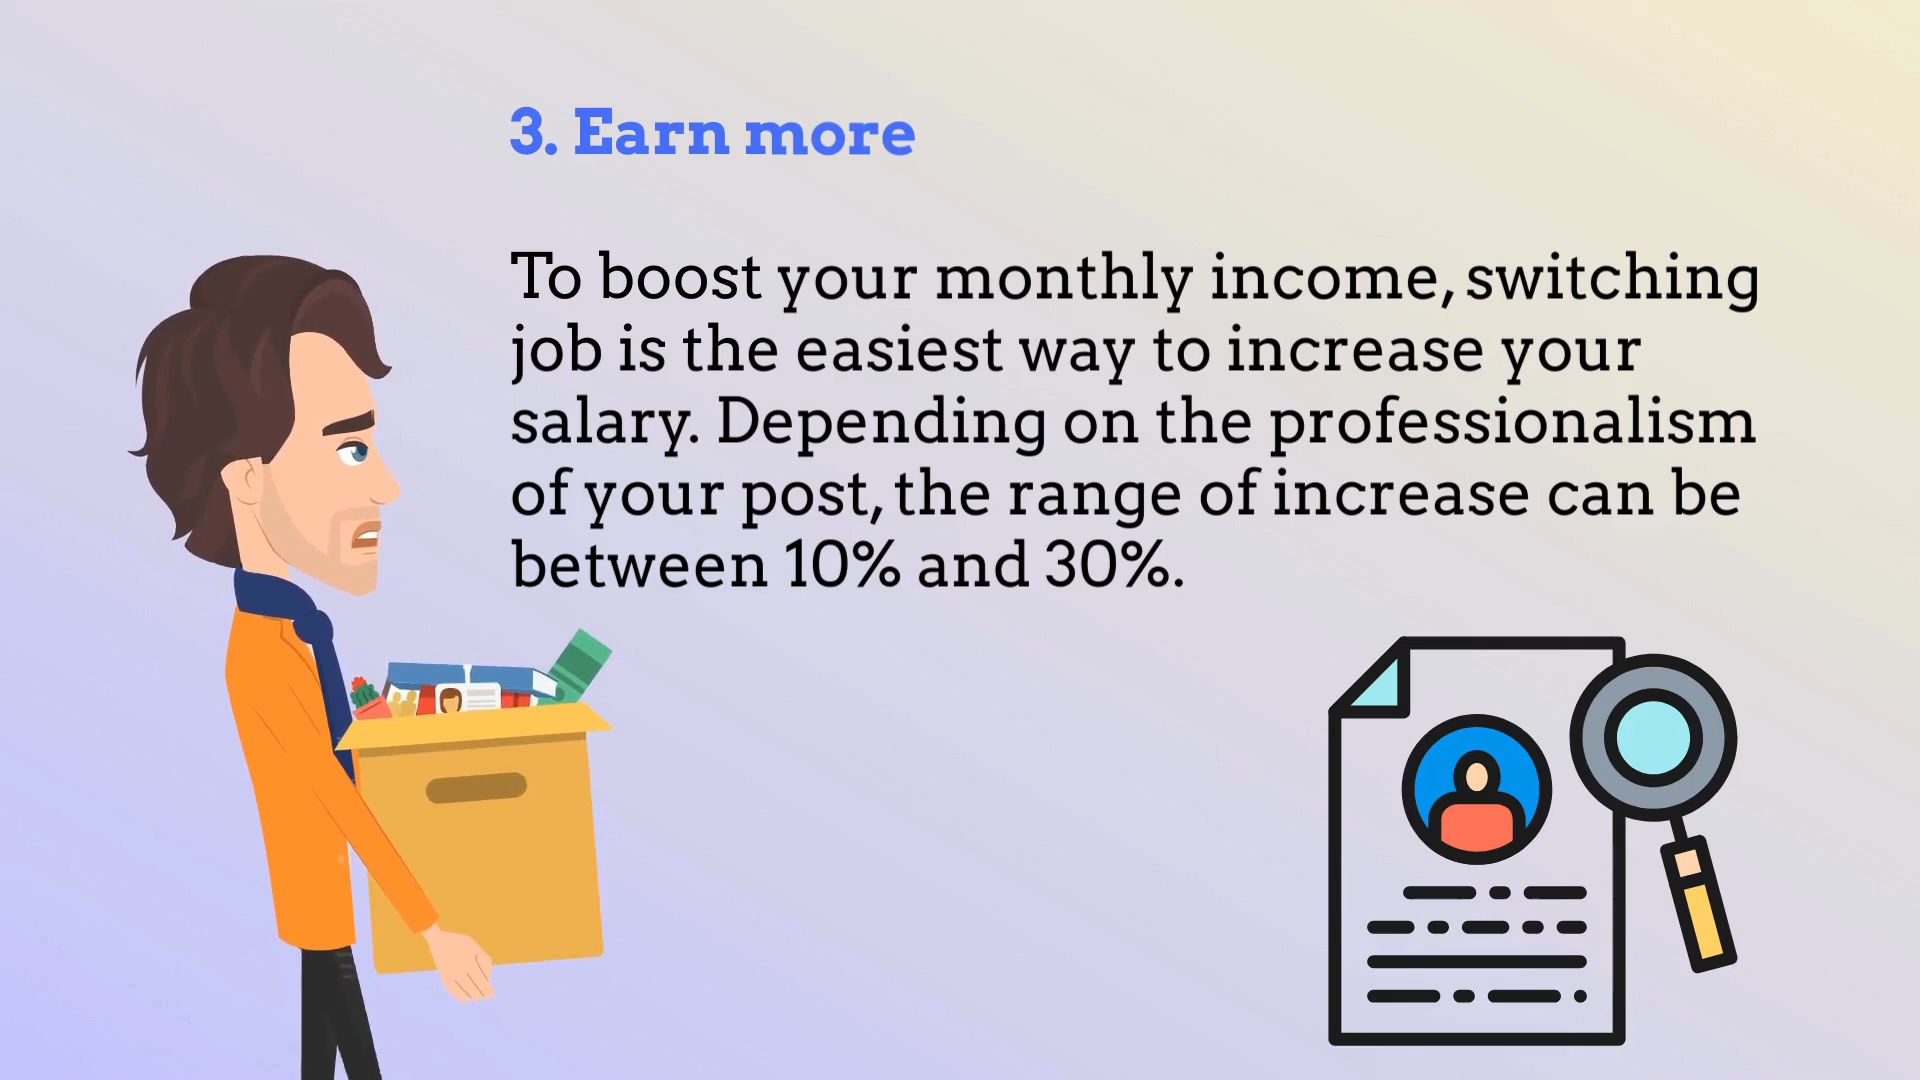 3. Earn more
To boost your monthly income, switching
job is the easiest way to increase your
salary. Depending on the professionalism
of your post, the range of increase can be
between 10% and 30%.